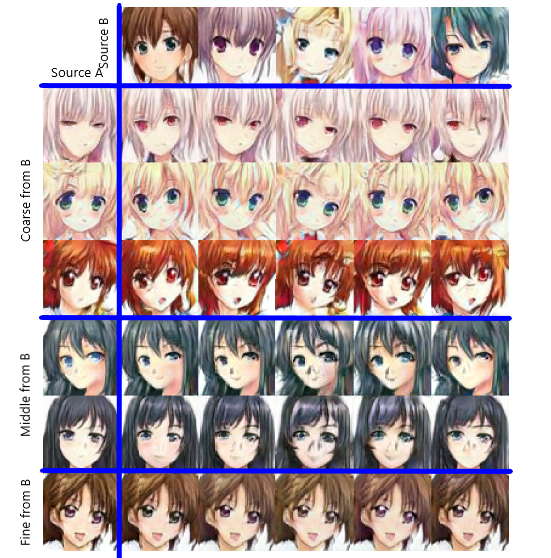 Source B
Source A
Coarse from B
Middle from B
Fine from B